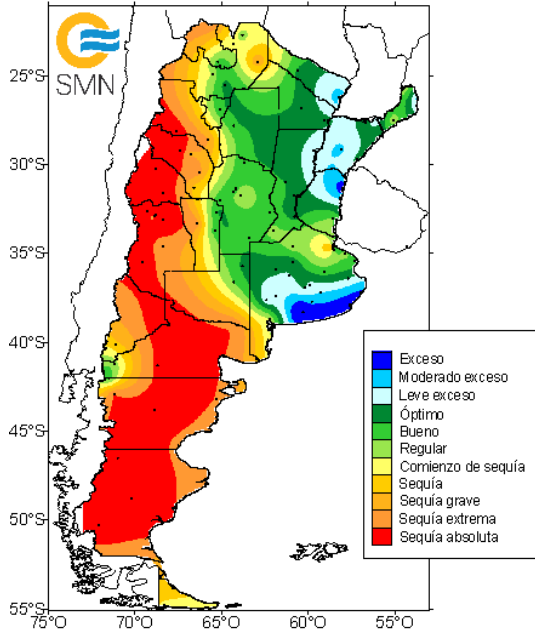 SMN
25°S
30°S
35°S
40°S
45°S
50°S
55°S
75°O
70°O
65°O
60°O
55°O
Exceso
Moderado exceso
Leve exceso
Óptimo
Bueno
Regular
Comienzo de sequía
Sequía
Sequía grave
Sequía extrema
Sequía absoluta